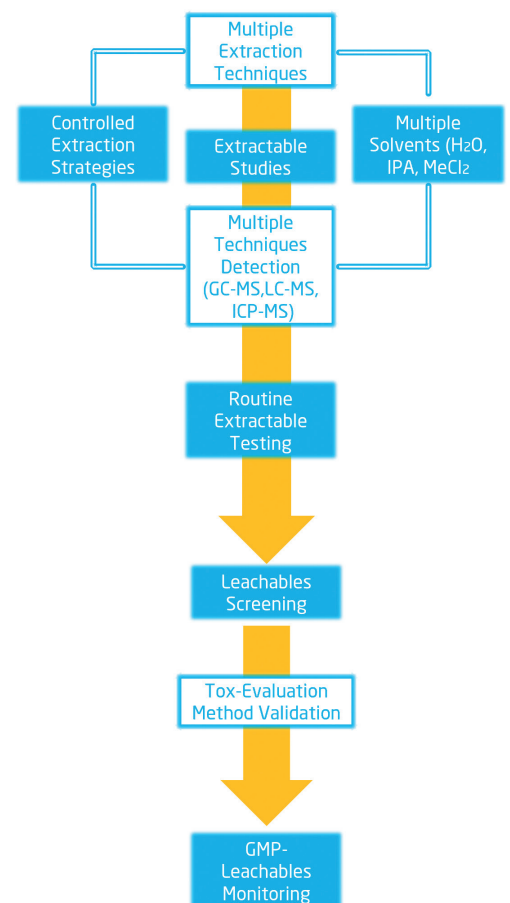 Multiple
Extraction
Techniques
Controlled
Extraction
Strategies
Extractable
Studies
Multiple
Solvents (H2O,
IPA, MeCl2
Multiple
Techniques
Detection
(GC-MS,LC-MS,
ICP-MS)
Routine
Extractable
Testing
Leachables
Screening
Tox-Evaluation
Method Validation
GMP-
Leachables
Monitoring